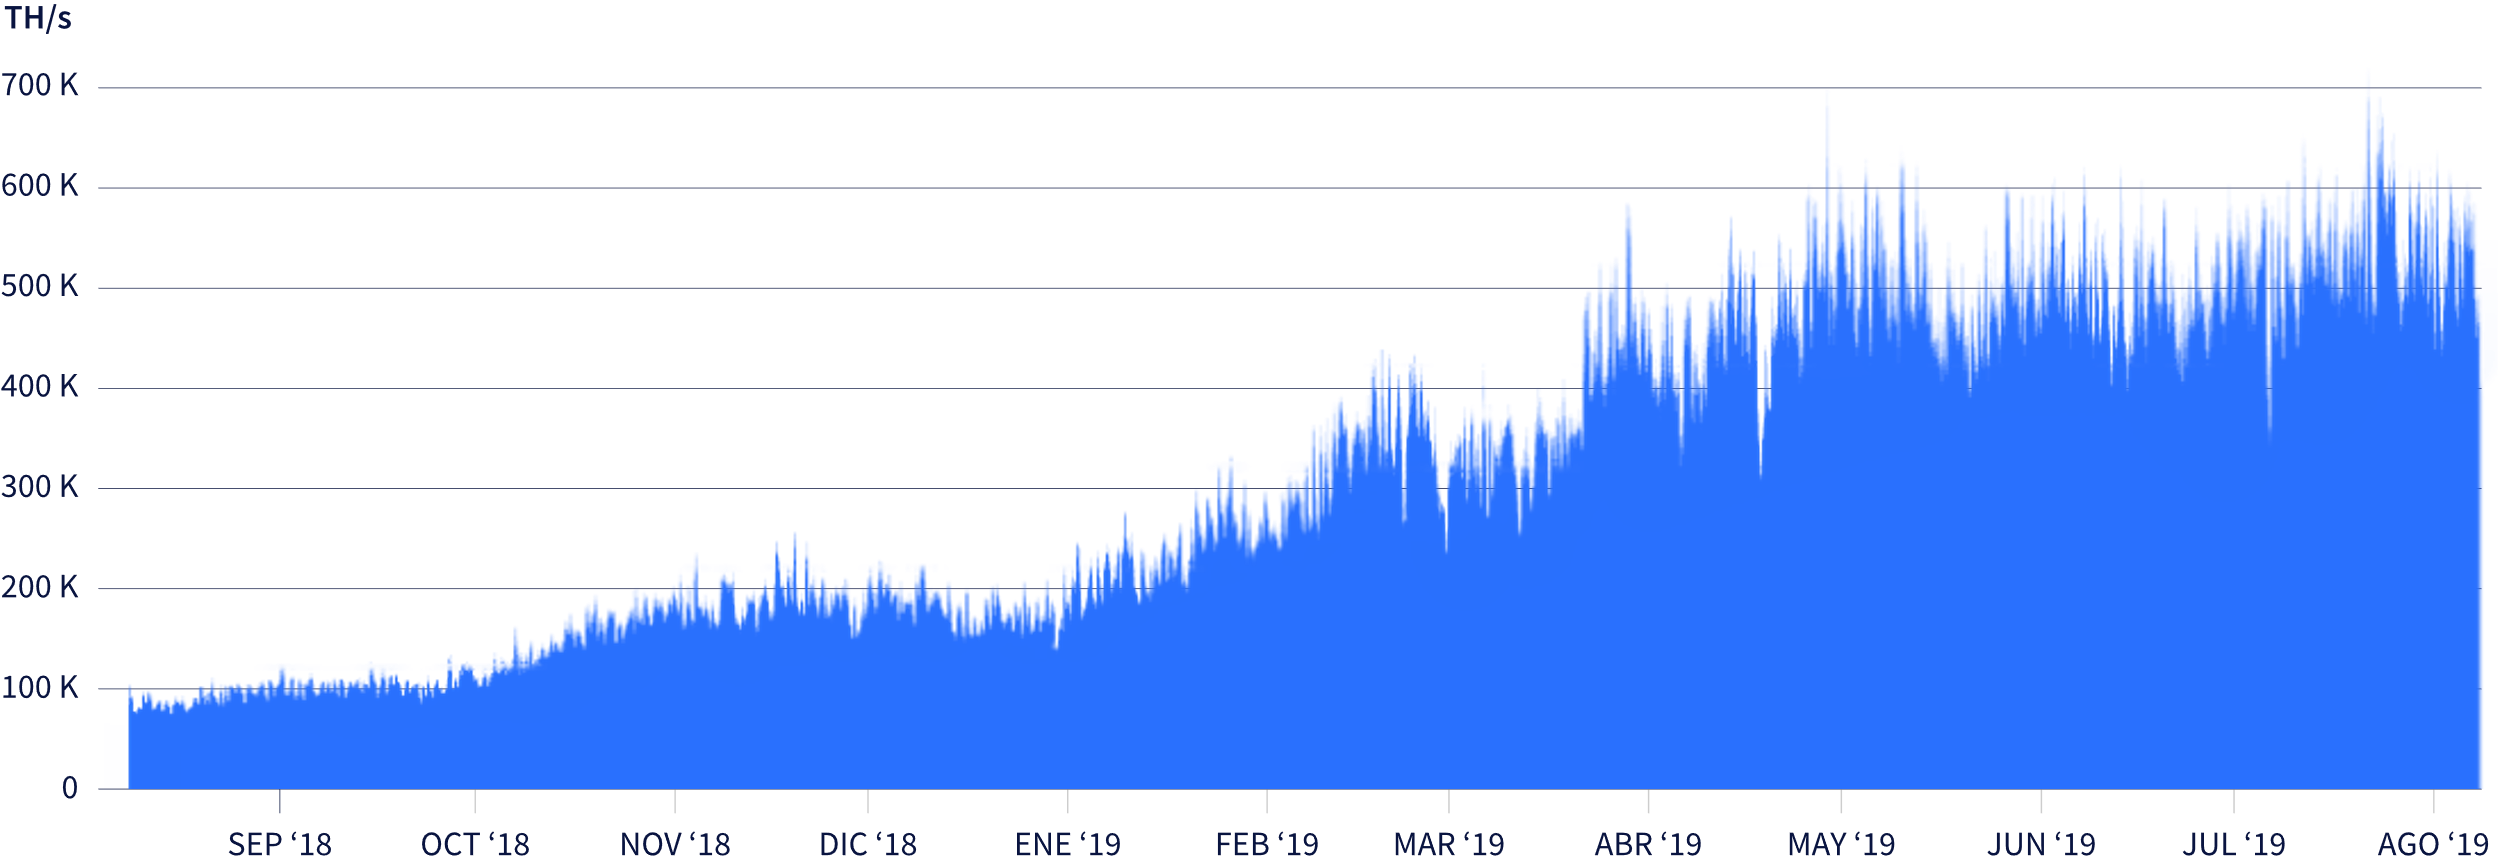 TH/s
700 K
600 K
500 K
400 K
300 K
200 K
100 K
0
SEP ‘18 OCT ‘18 NOV ‘18 DIC ‘18 ENE ‘19 FEB ‘19 MAR ‘19 ABR ‘19 MAY ‘19 JUN ‘19 JUL ‘19 AGO ‘19